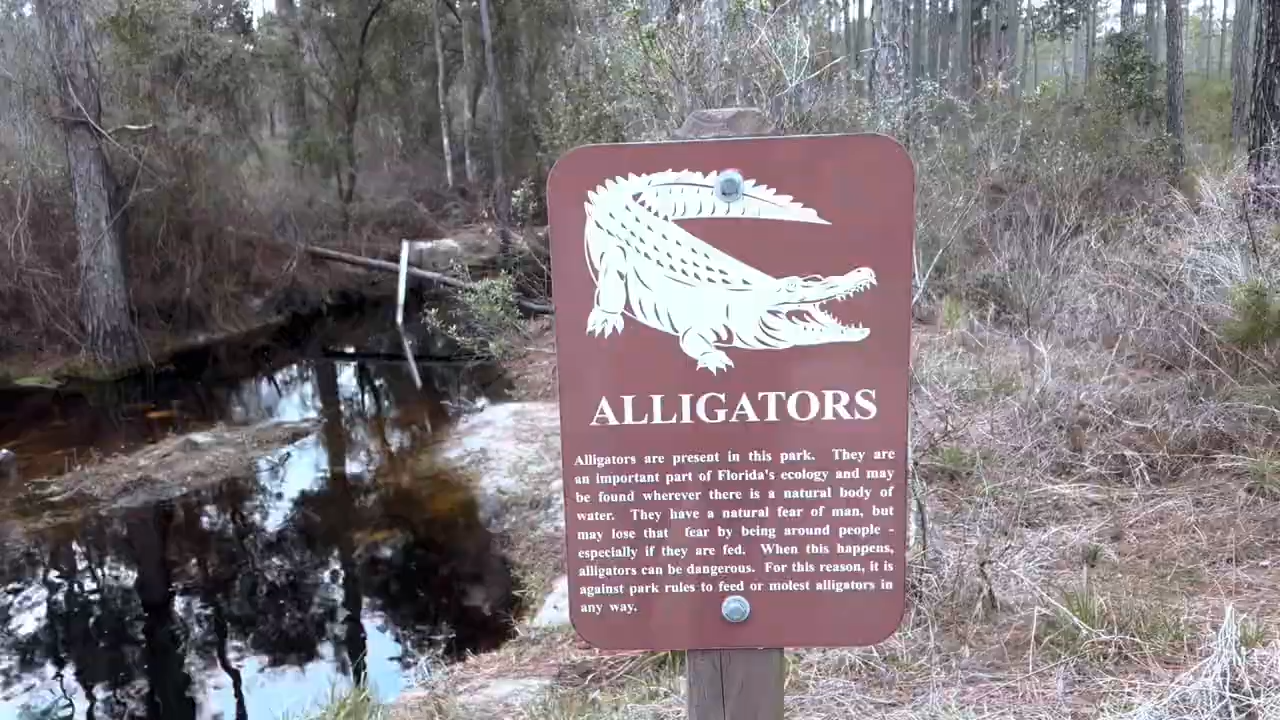 ALLIGATORS
Alligators are present in this park. They are
an important part of Florida's ecology and may
be found wherever there is a natural body of
water. They have a natural fear of man, but
may lose that fear by being around people -
especially if they are fed. When this happens,
alligators can be dangerous. For this reason, it is
against park rules to feed or molest alligators in
any way.